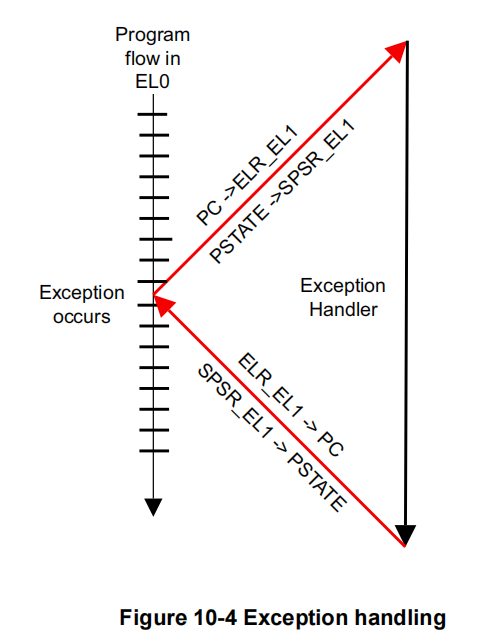 Program
flow in
EL0
PC ->ELR_EL1
PSTATE ->SPSR_EL1
Exception
occurs
Exception
Handler
ELR_EL1 -> PC
SPSR_EL1 -> PSTATE
Figure 10-4 Exception handling